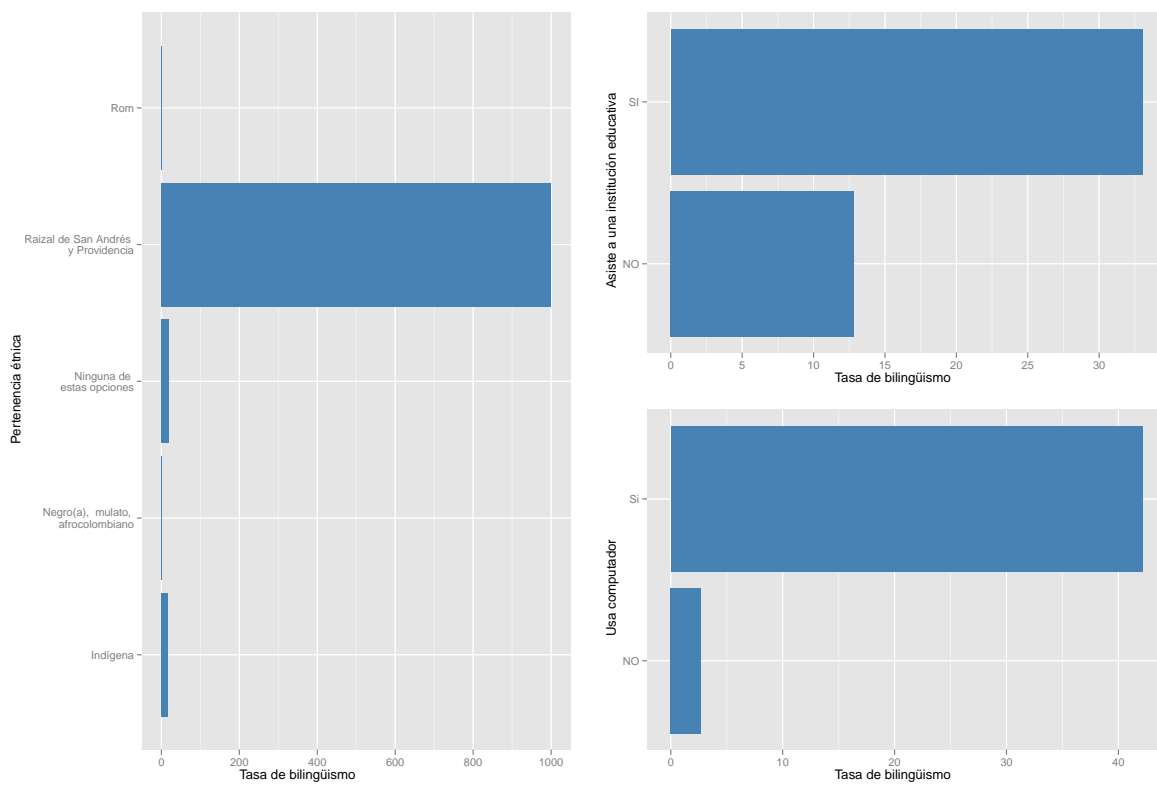 Pertenencia étnica
Rom
Raizal de San Andrés
y Providencia
Ninguna de
estas opciones
Negro(a),  mulato,
afrocolombiano
Indígena
0 200 400 600 800 1000
Tasa de bilingüismo
Asiste a una institución educativa
SI
NO
0 5 10 15 20 25 30
Tasa de bilingüismo
Usa computador
Si
NO
0 10 20 30 40
Tasa de bilingüismo